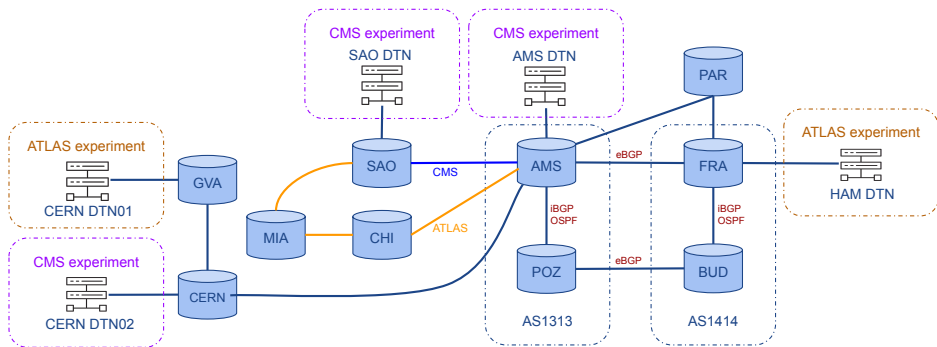 CMS experiment
SAO DTN
CMS experiment
AMS DTN
PAR
ATLAS experiment
CERN DTN01
GVA
SAO
CMS
AMS
eBGP
FRA
ATLAS experiment
HAM DTN
MIA
CHI
ATLAS
iBGP
OSPF
iBGP
OSPF
CMS experiment
CERN DTN02
CERN
POZ
eBGP
BUD
AS1313
AS1414